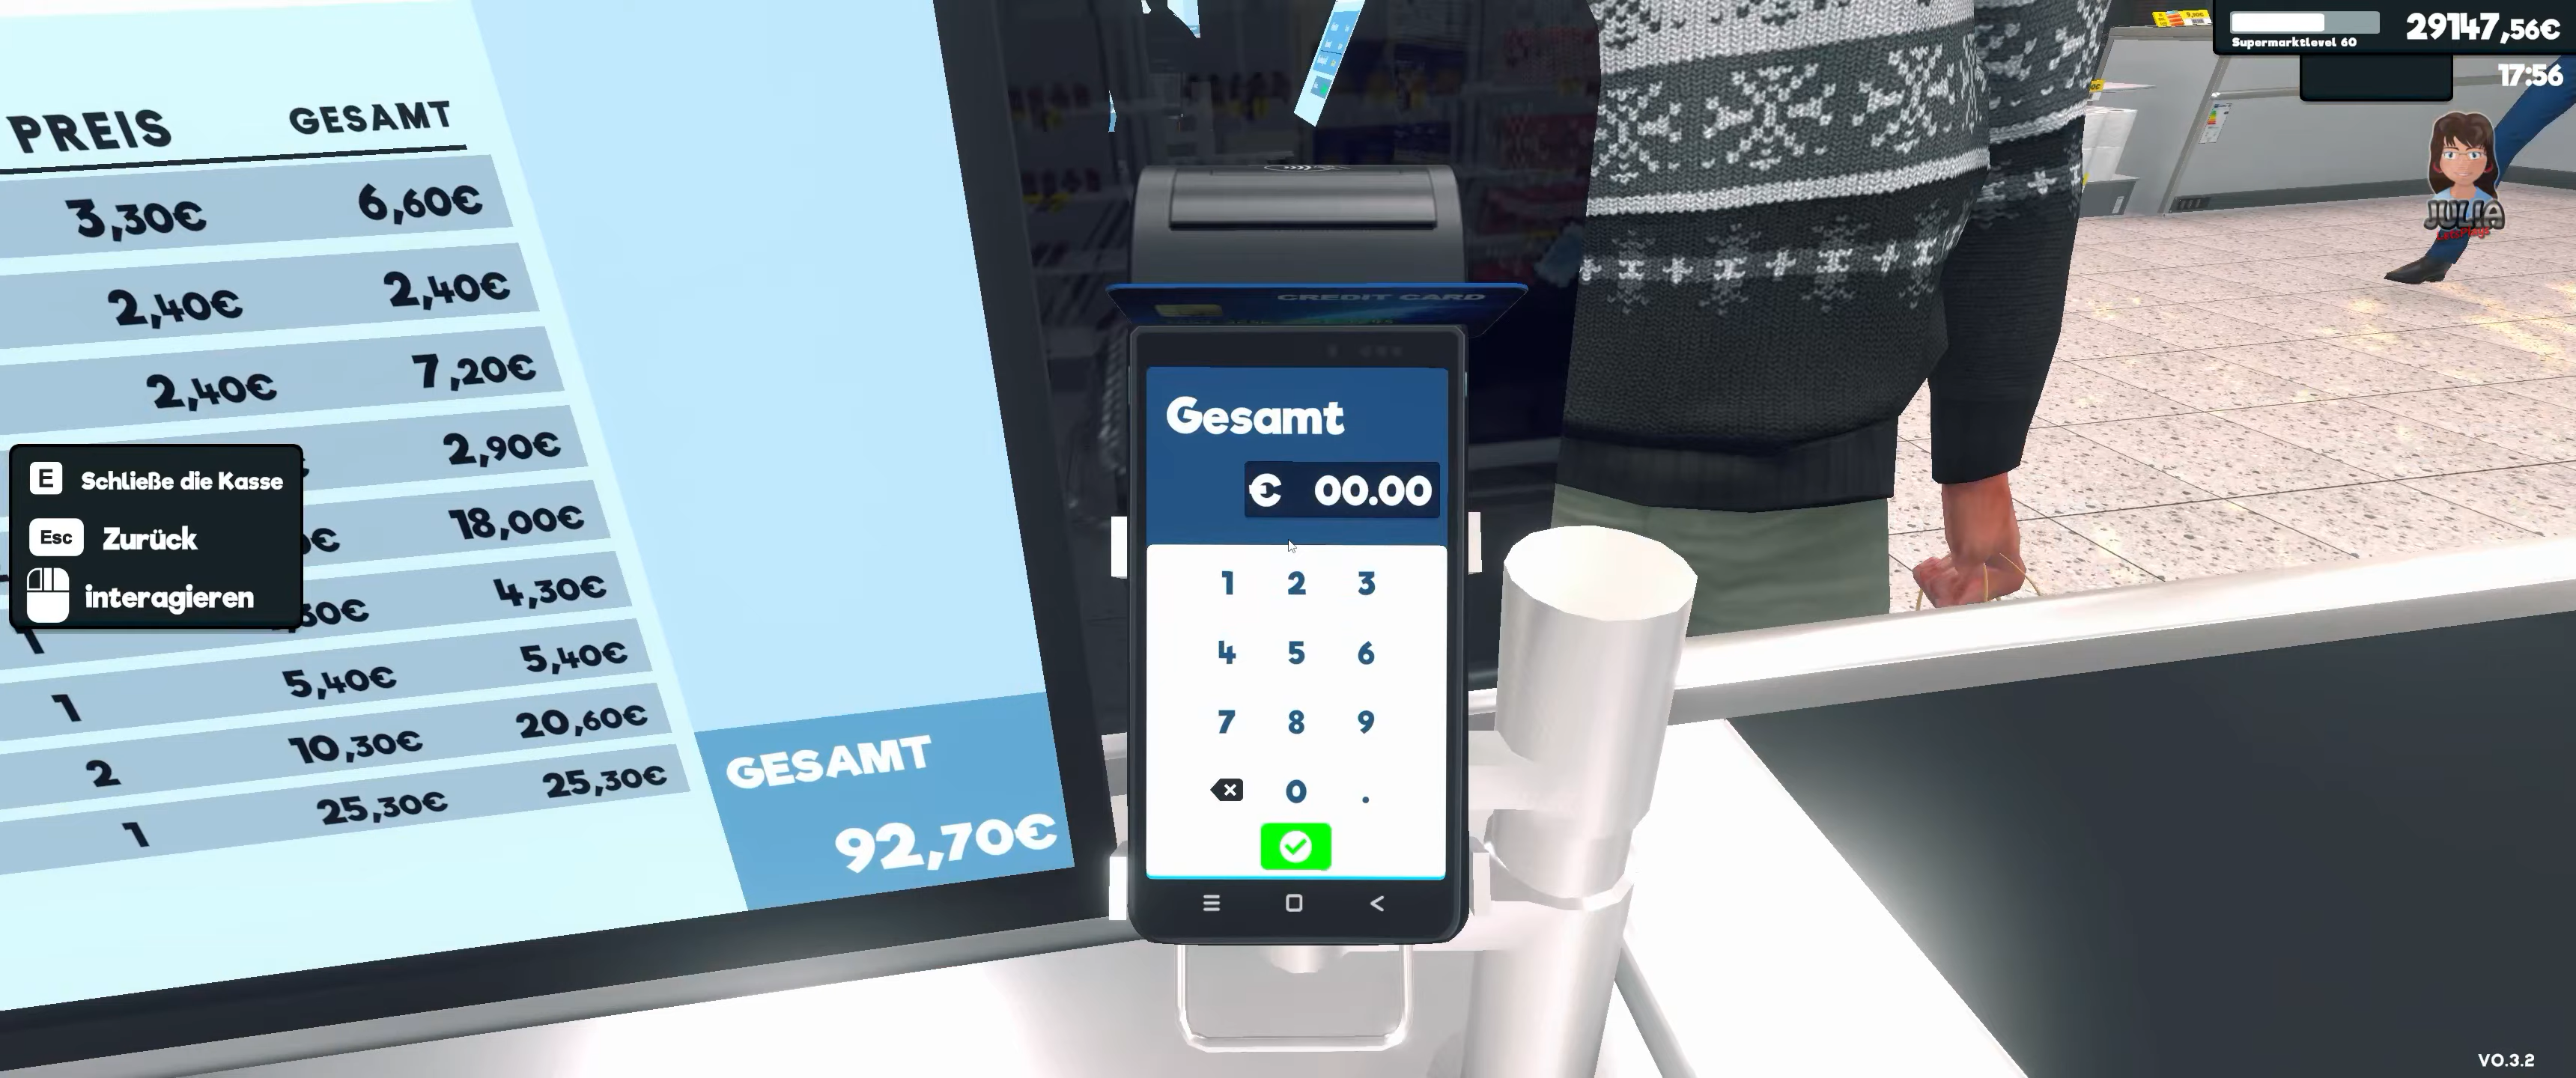 PREIS GESAMT
3,30€ 6,60€
2,40€ 2,40€
2,40€ 7,20€
2,90€
18,00€
4,30€
1 5,40€ 5,40€
2 10,30€ 20,60€
1 25,30€ 25,30€
GESAMT
92,70€
E Schließe die Kasse
Esc Zurück
interagieren
CREDIT CARD
Gesamt
€ 00.00
1 2 3
4 5 6
7 8 9
0 .
29147,56€
Supermarktlevel 60
17:56
JULIA
LetsPlays
V0.3.2